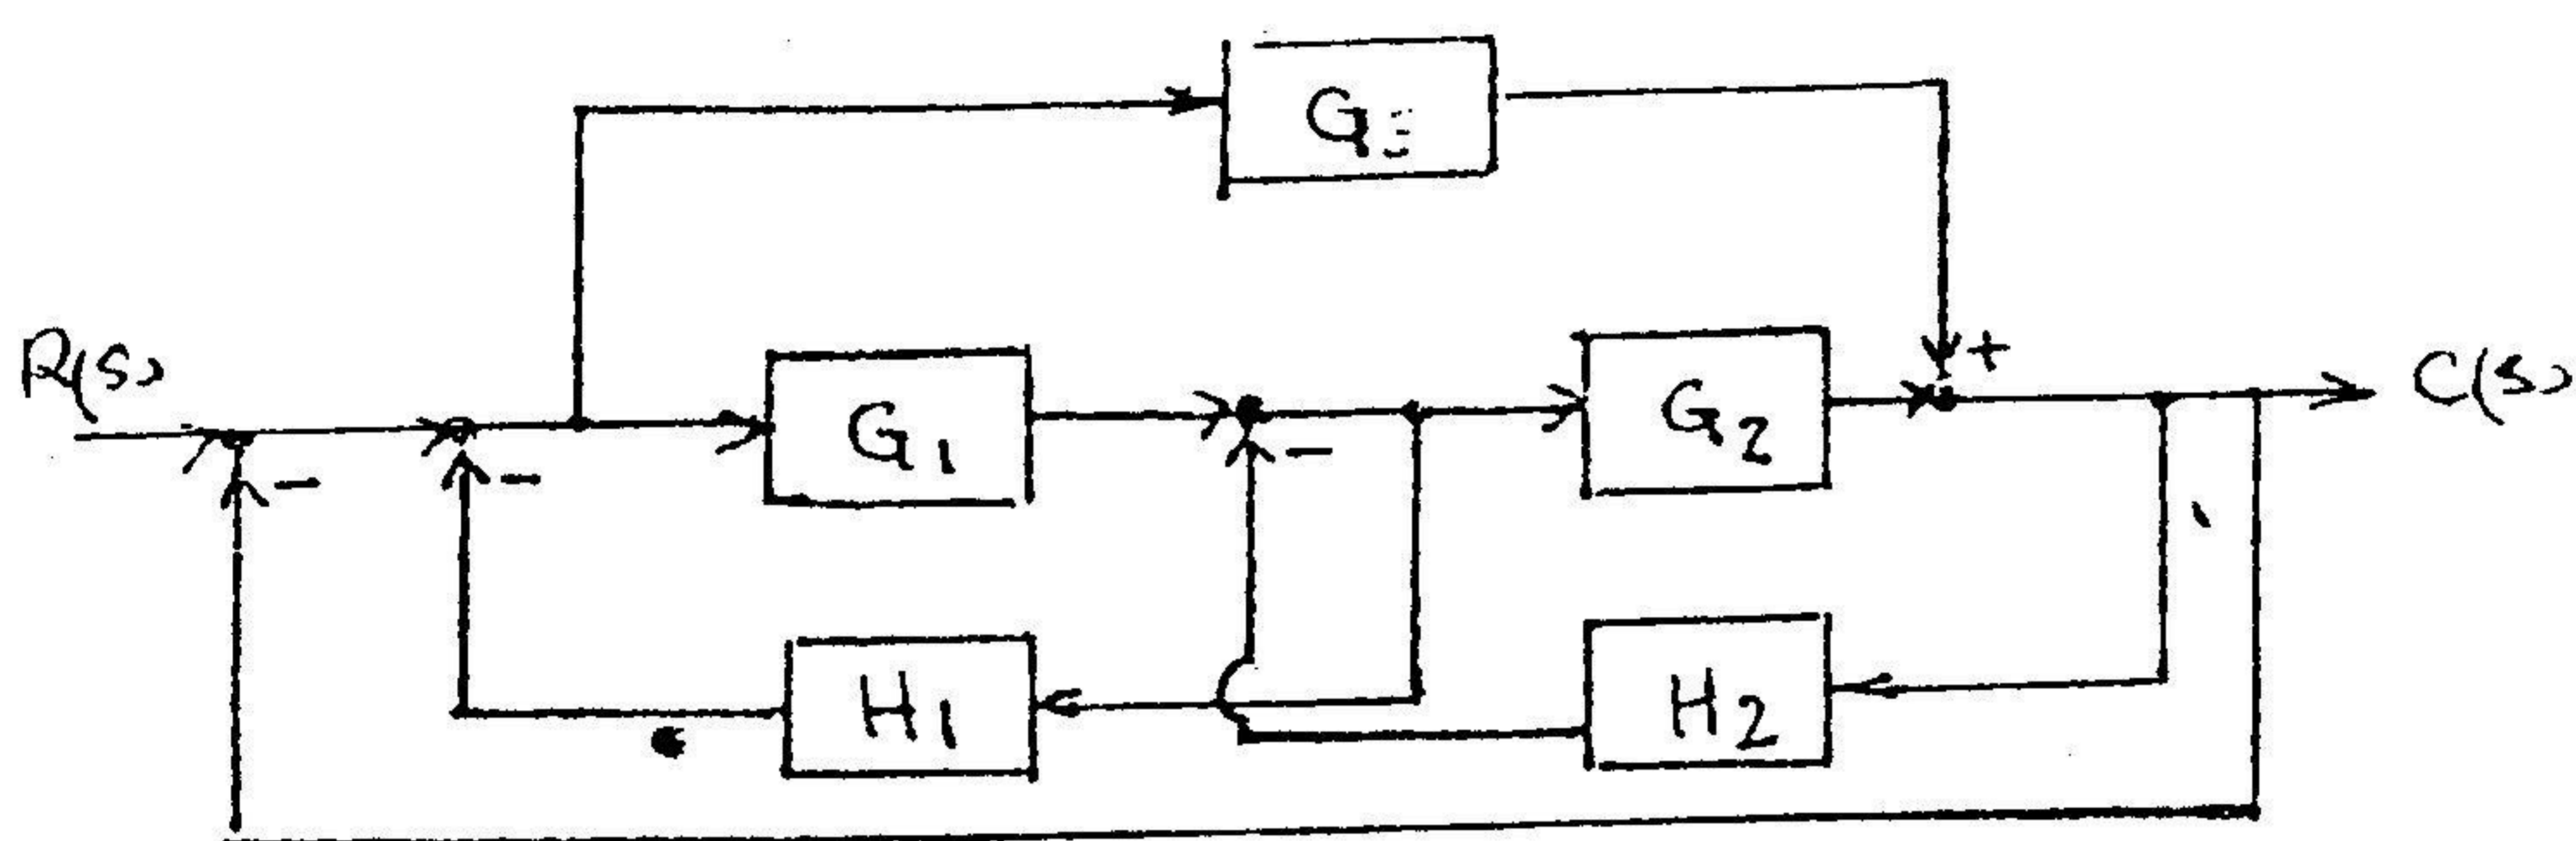 G₃
+
R(s)
G₁
G₂
C(s)
-
-
-
H₁
H₂